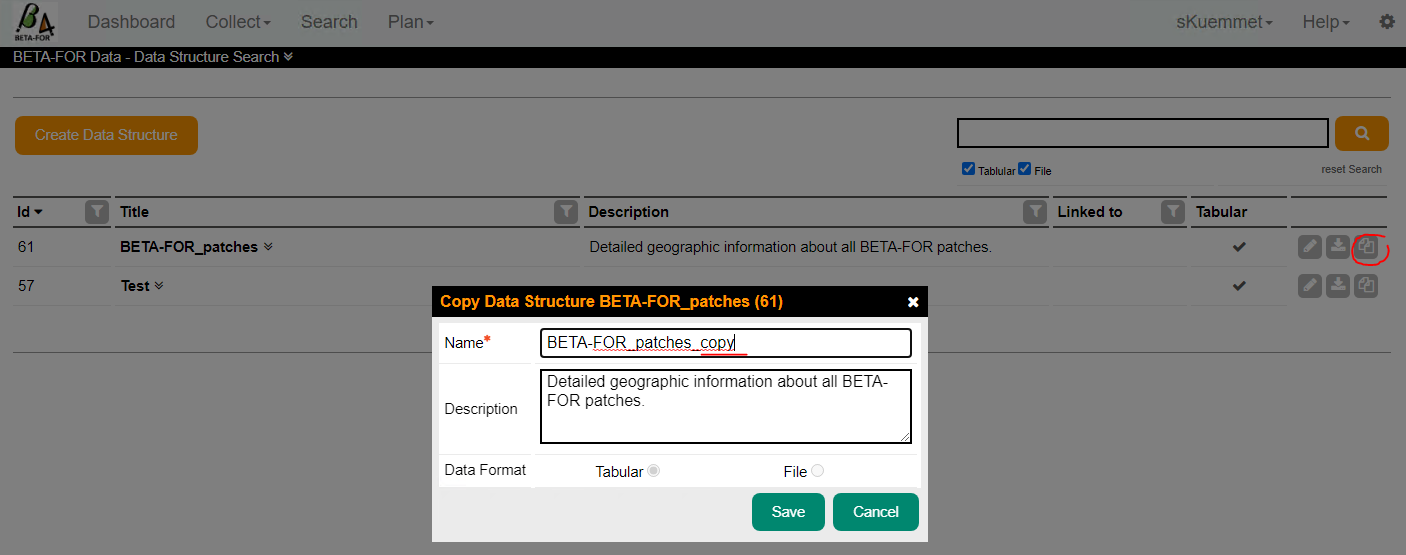 BETA-FOR
Dashboard Collect Search Plan sKuemmet Help
BETA-FOR Data - Data Structure Search
Create Data Structure
Tablular File reset Search
Id Title Description Linked to Tabular
61 BETA-FOR_patches Detailed geographic information about all BETA-FOR patches.
57 Test
Copy Data Structure BETA-FOR_patches (61)
Name* BETA-FOR_patches_copy
Description Detailed geographic information about all BETA-
FOR patches.
Data Format Tabular File
Save Cancel